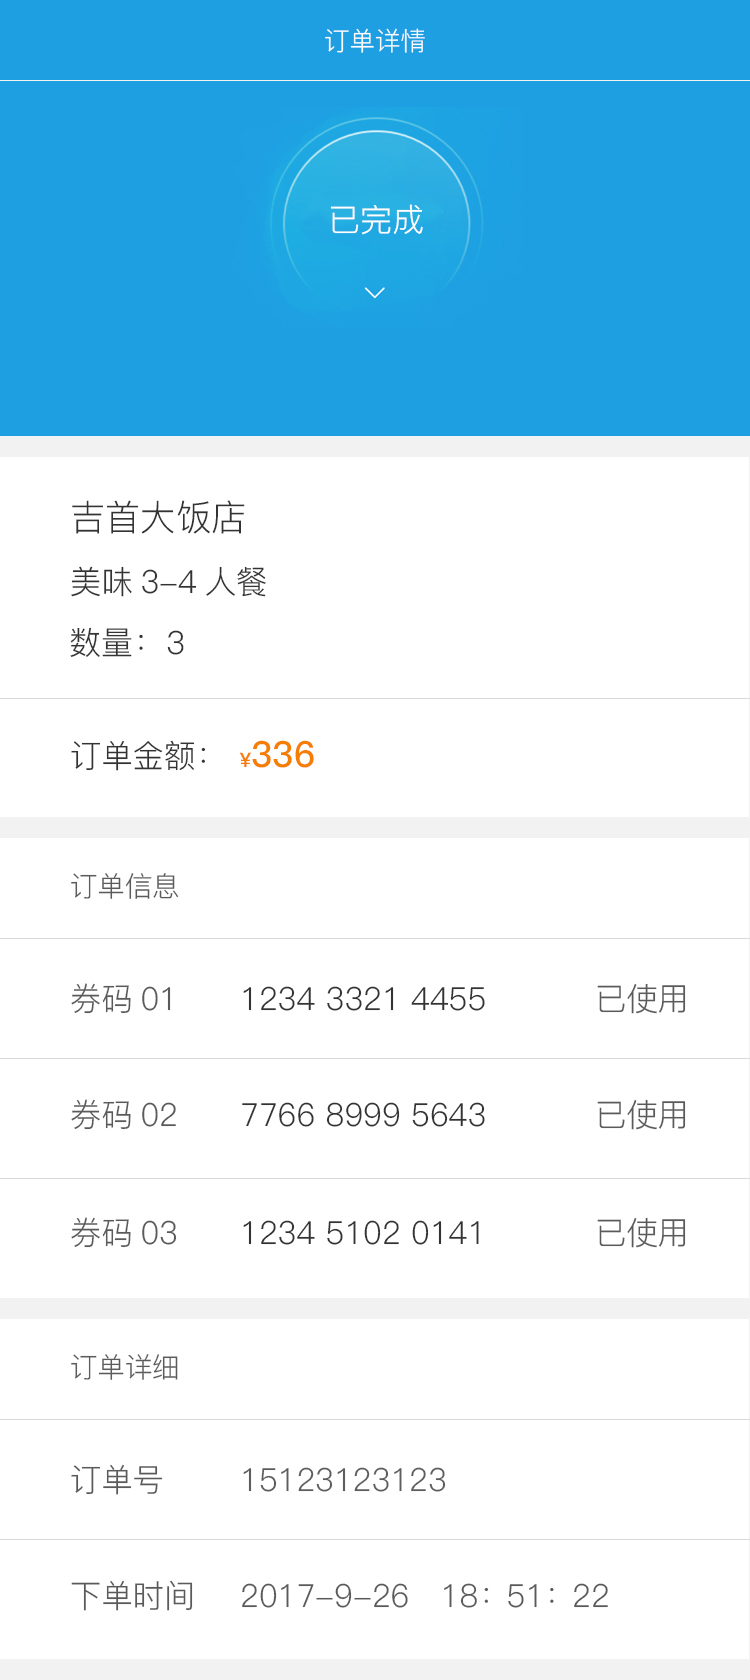 订单详情
已完成
吉首大饭店
美味 3-4 人餐
数量：3
订单金额：¥336
订单信息
券码 01 1234 3321 4455 已使用
券码 02 7766 8999 5643 已使用
券码 03 1234 5102 0141 已使用
订单详细
订单号 15123123123
下单时间 2017-9-26 18：51：22